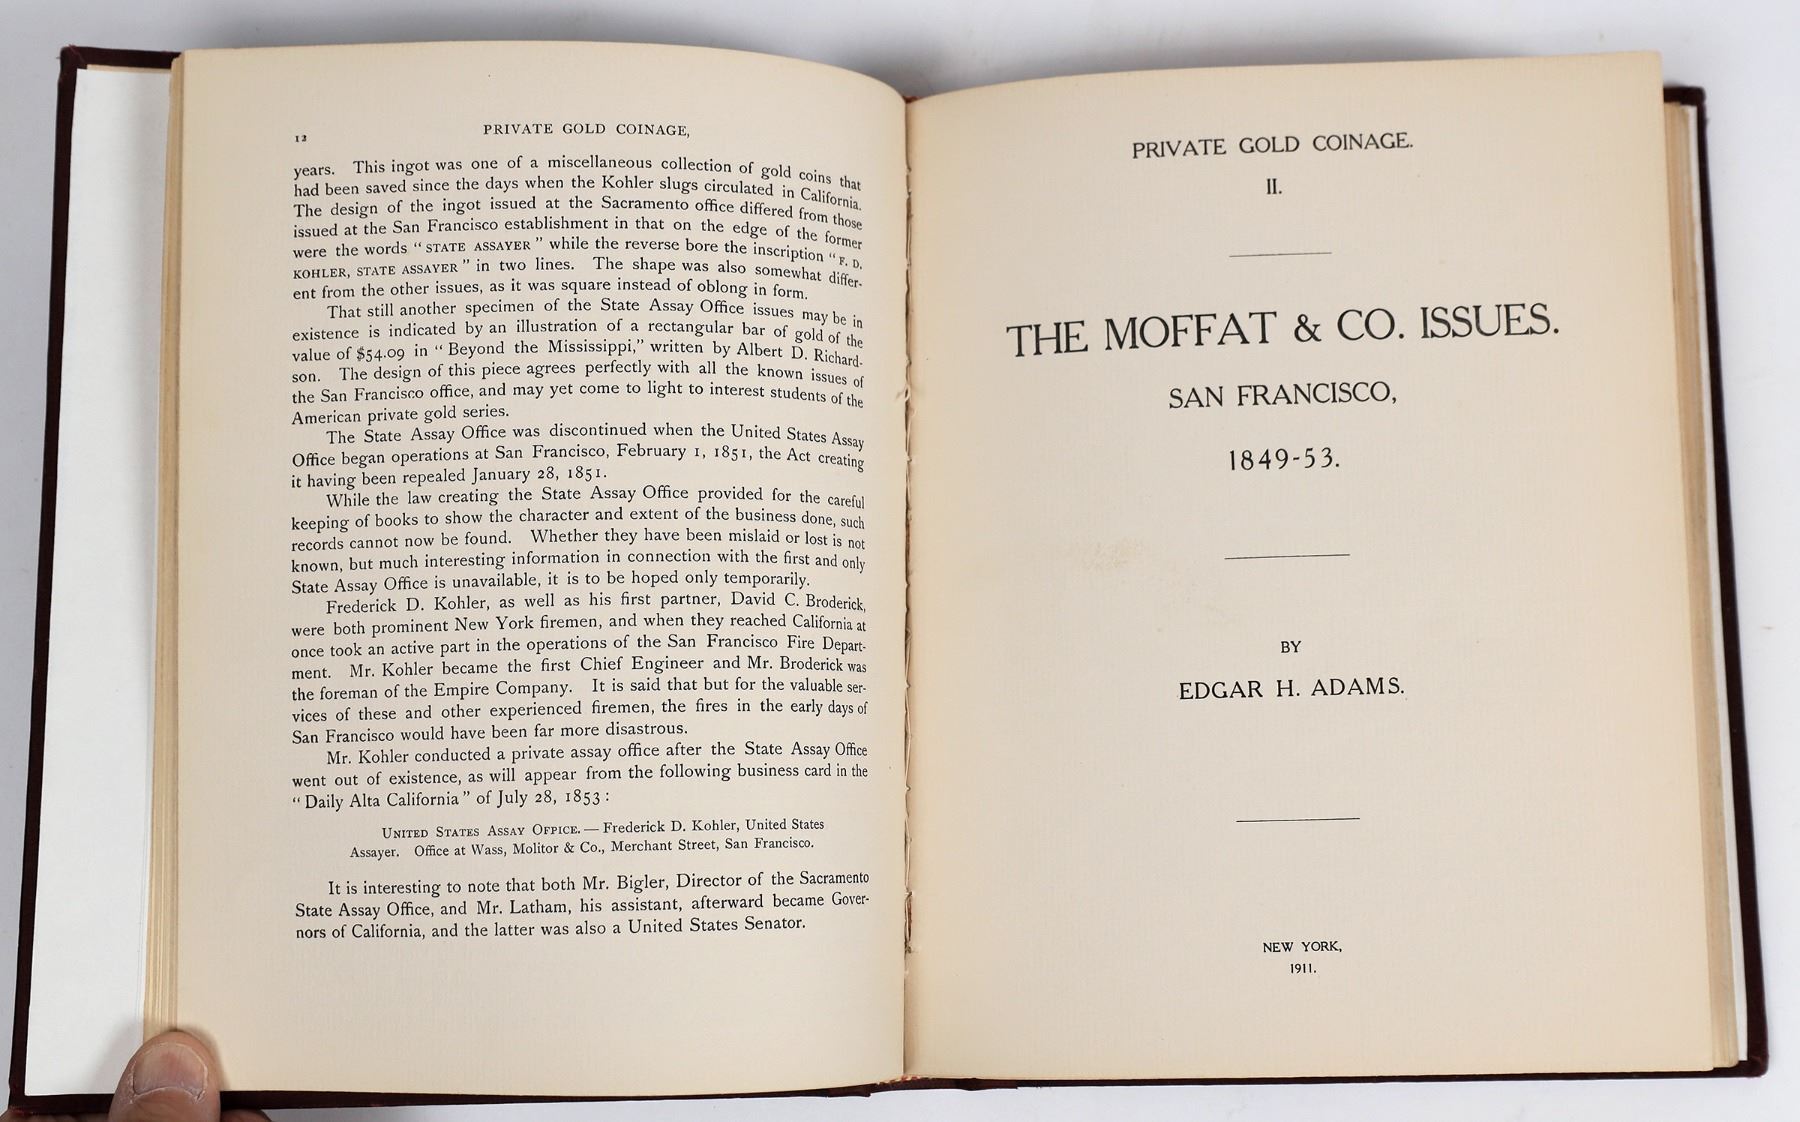 12
PRIVATE GOLD COINAGE,
years. This ingot was one of a miscellaneous collection of gold coins that
had been saved since the days when the Kohler slugs circulated in California.
The design of the ingot issued at the Sacramento office differed from those
issued at the San Francisco establishment in that on the edge of the former
were the words "STATE ASSAYER" while the reverse bore the inscription "F. D.
KOHLER, STATE ASSAYER" in two lines. The shape was also somewhat differ-
ent from the other issues, as it was square instead of oblong in form.
That still another specimen of the State Assay Office issues may be in
existence is indicated by an illustration of a rectangular bar of gold of the
value of $54.09 in "Beyond the Mississippi," written by Albert D. Richard-
son. The design of this piece agrees perfectly with all the known issues of
the San Francisco office, and may yet come to light to interest students of the
American private gold series.
The State Assay Office was discontinued when the United States Assay
Office began operations at San Francisco, February 1, 1851, the Act creating
it having been repealed January 28, 1851.
While the law creating the State Assay Office provided for the careful
keeping of books to show the character and extent of the business done, such
records cannot now be found. Whether they have been mislaid or lost is not
known, but much interesting information in connection with the first and only
State Assay Office is unavailable, it is to be hoped only temporarily.
Frederick D. Kohler, as well as his first partner, David C. Broderick,
were both prominent New York firemen, and when they reached California at
once took an active part in the operations of the San Francisco Fire Depart-
ment. Mr. Kohler became the first Chief Engineer and Mr. Broderick was
the foreman of the Empire Company. It is said that but for the valuable ser-
vices of these and other experienced firemen, the fires in the early days of
San Francisco would have been far more disastrous.
Mr. Kohler conducted a private assay office after the State Assay Office
went out of existence, as will appear from the following business card in the
"Daily Alta California" of July 28, 1853:
UNITED STATES ASSAY OFFICE.—Frederick D. Kohler, United States
Assayer. Office at Wass, Molitor & Co., Merchant Street, San Francisco.
It is interesting to note that both Mr. Bigler, Director of the Sacramento
State Assay Office, and Mr. Latham, his assistant, afterward became Gover-
nors of California, and the latter was also a United States Senator.
PRIVATE GOLD COINAGE.
II.
THE MOFFAT & CO. ISSUES.
SAN FRANCISCO,
1849-53.
BY
EDGAR H. ADAMS.
NEW YORK,
1911.